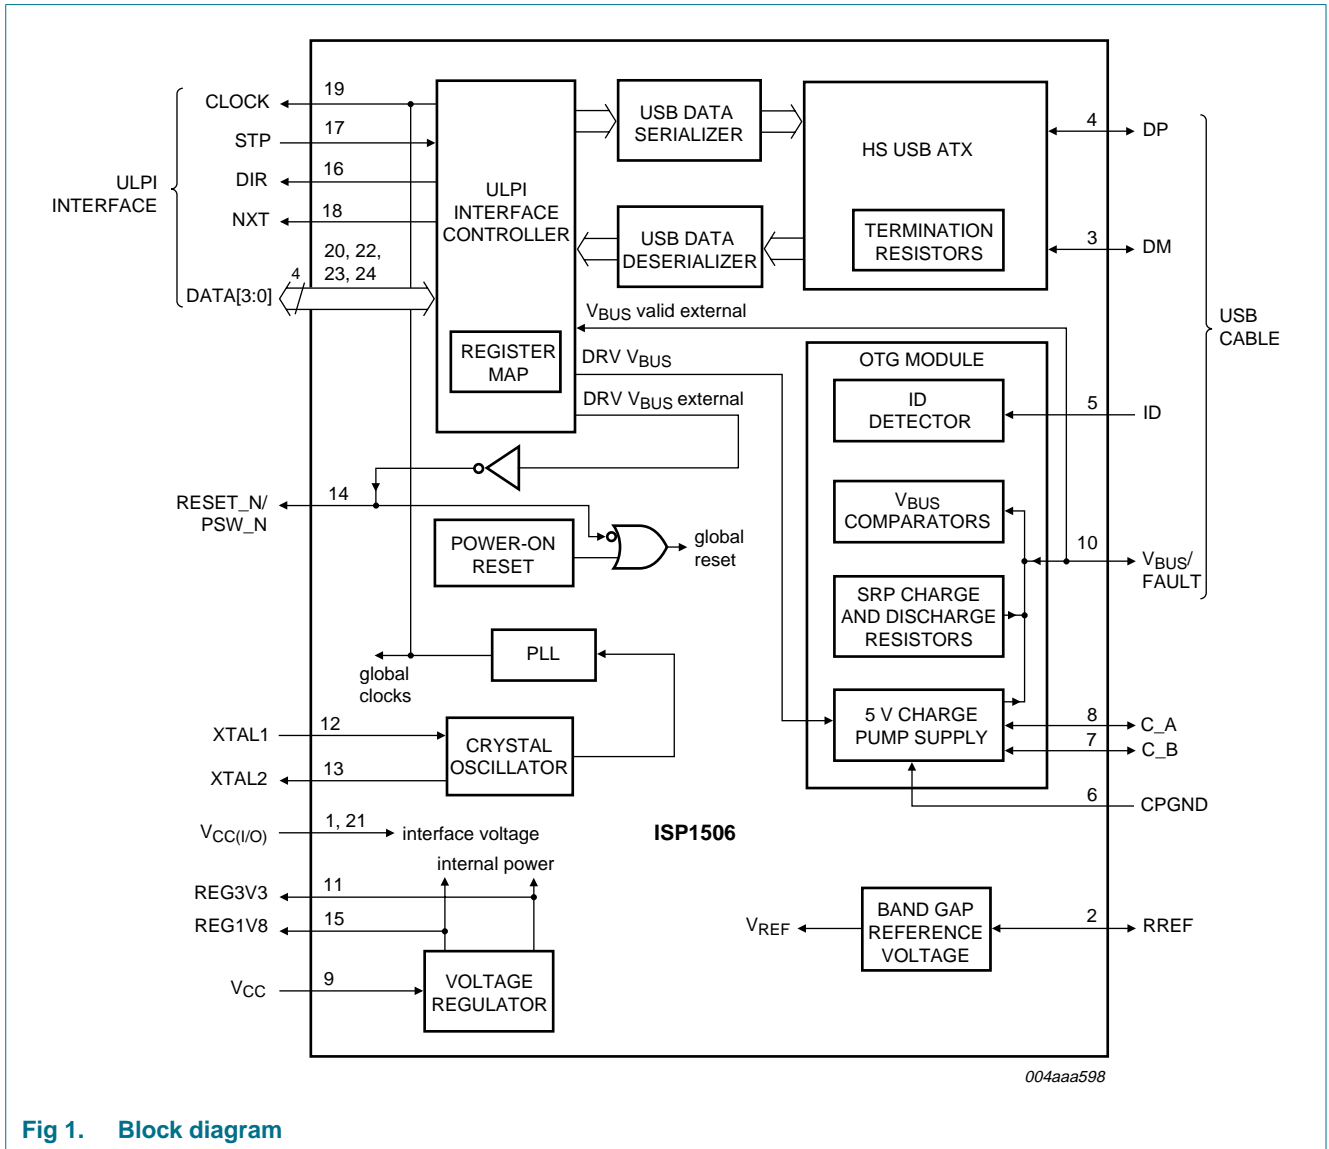 ULPI
INTERFACE
CLOCK
19
STP
17
DIR
16
NXT
18
DATA[3:0]
4
20, 22,
23, 24
ULPI
INTERFACE
CONTROLLER
REGISTER
MAP
USB DATA
SERIALIZER
USB DATA
DESERIALIZER
HS USB ATX
TERMINATION
RESISTORS
4
DP
3
DM
USB
CABLE
VBUS valid external
DRV VBUS
DRV VBUS external
OTG MODULE
ID
DETECTOR
5
ID
VBUS
COMPARATORS
10
VBUS/
FAULT
SRP CHARGE
AND DISCHARGE
RESISTORS
5 V CHARGE
PUMP SUPPLY
8
C_A
7
C_B
6
CPGND
RESET_N/
PSW_N
14
POWER-ON
RESET
global
reset
PLL
global
clocks
XTAL1
12
XTAL2
13
CRYSTAL
OSCILLATOR
VCC(I/O)
1, 21
interface voltage
internal power
ISP1506
REG3V3
11
REG1V8
15
VCC
9
VOLTAGE
REGULATOR
VREF
BAND GAP
REFERENCE
VOLTAGE
2
RREF
004aaa598
Fig 1. Block diagram